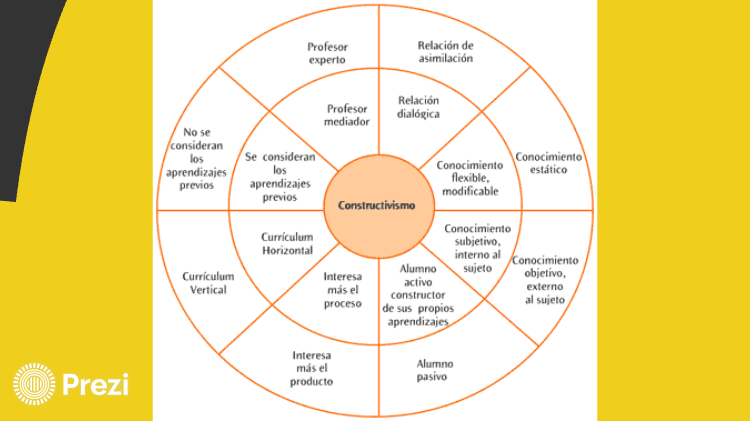 Profesor
experto
Relación de
asimilación
Profesor
mediador
Relación
dialógica
No se
consideran
los
aprendizajes
previos
Se consideran
los
aprendizajes
previos
Conocimiento
flexible,
modificable
Conocimiento
estático
Constructivismo
Currículum
Vertical
Currículum
Horizontal
Interesa
más el
proceso
Alumno
activo
constructor
de sus propios
aprendizajes
Conocimiento
subjetivo,
interno al
sujeto
Conocimiento
objetivo,
externo
al sujeto
Interesa
más el
producto
Alumno
pasivo
Prezi